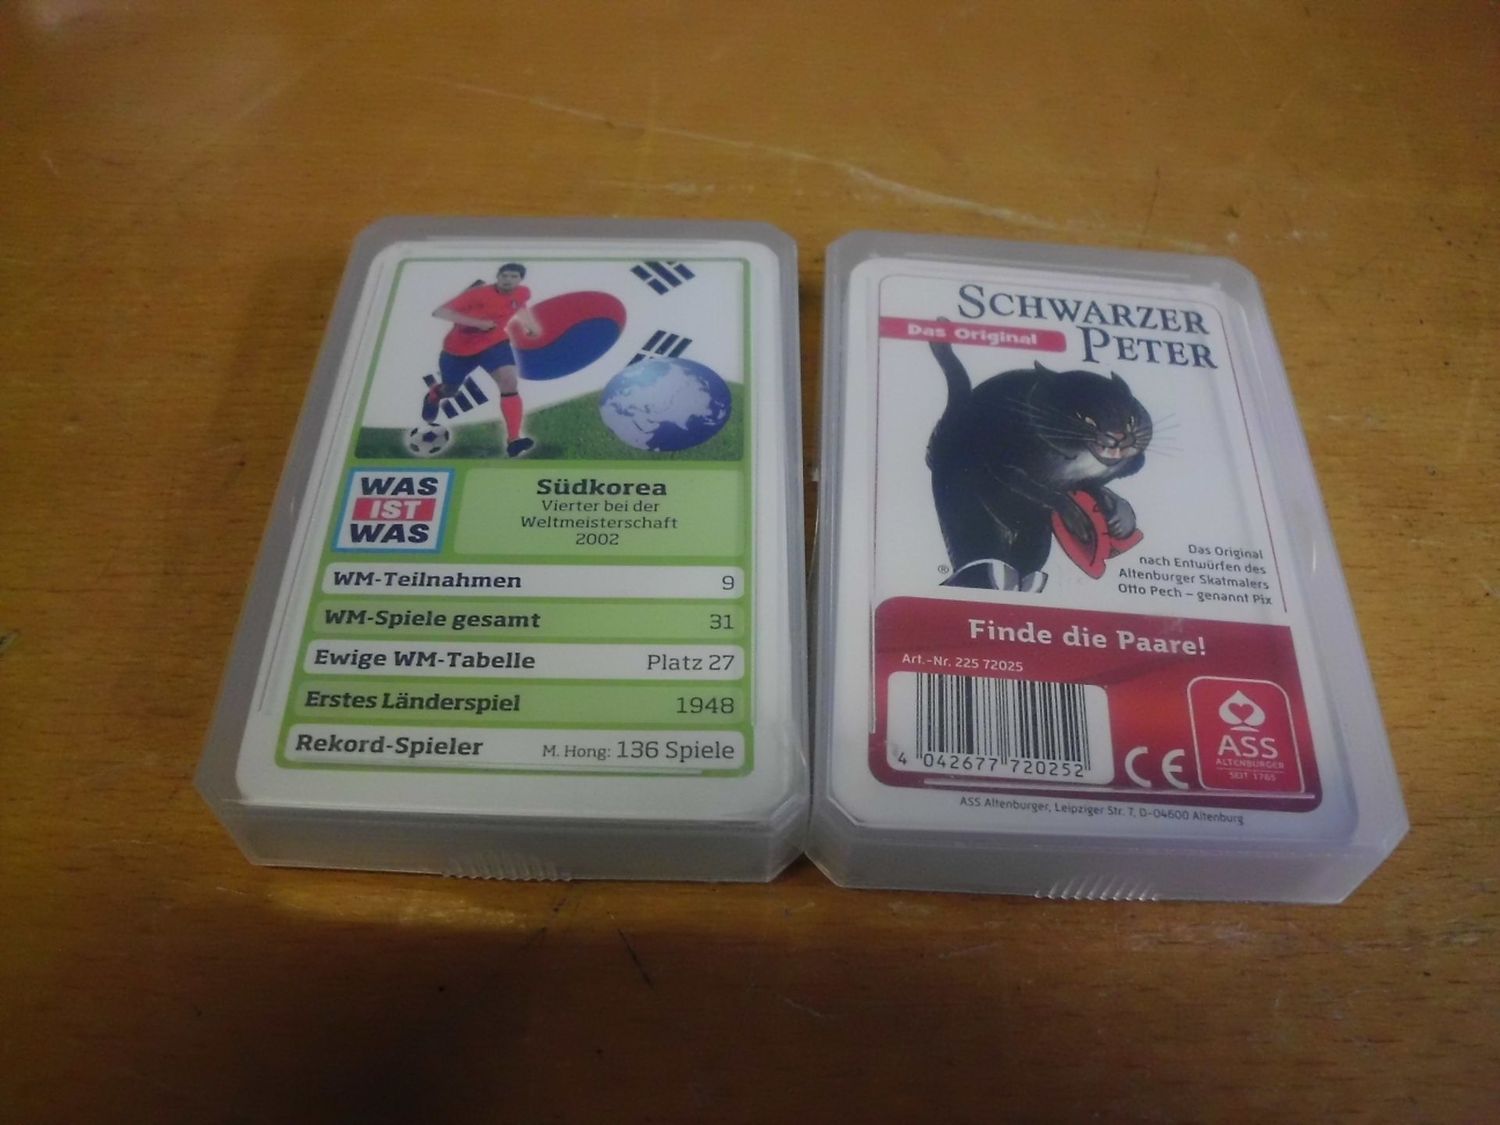 WAS
IST
WAS
Südkorea
Vierter bei der
Weltmeisterschaft
2002
WM-Teilnahmen 9
WM-Spiele gesamt 31
Ewige WM-Tabelle Platz 27
Erstes Länderspiel 1948
Rekord-Spieler M. Hong: 136 Spiele
SCHWARZER
PETER
Das Original
Das Original
nach Entwürfen des
Altenburger Skatmalers
Otto Pech – genannt Pix
®
Finde die Paare!
Art.-Nr. 225 72025
4 042677 720252
CE
ASS
ALTENBURGER
SEIT 1765
ASS Altenburger, Leipziger Str. 7, D-04600 Altenburg